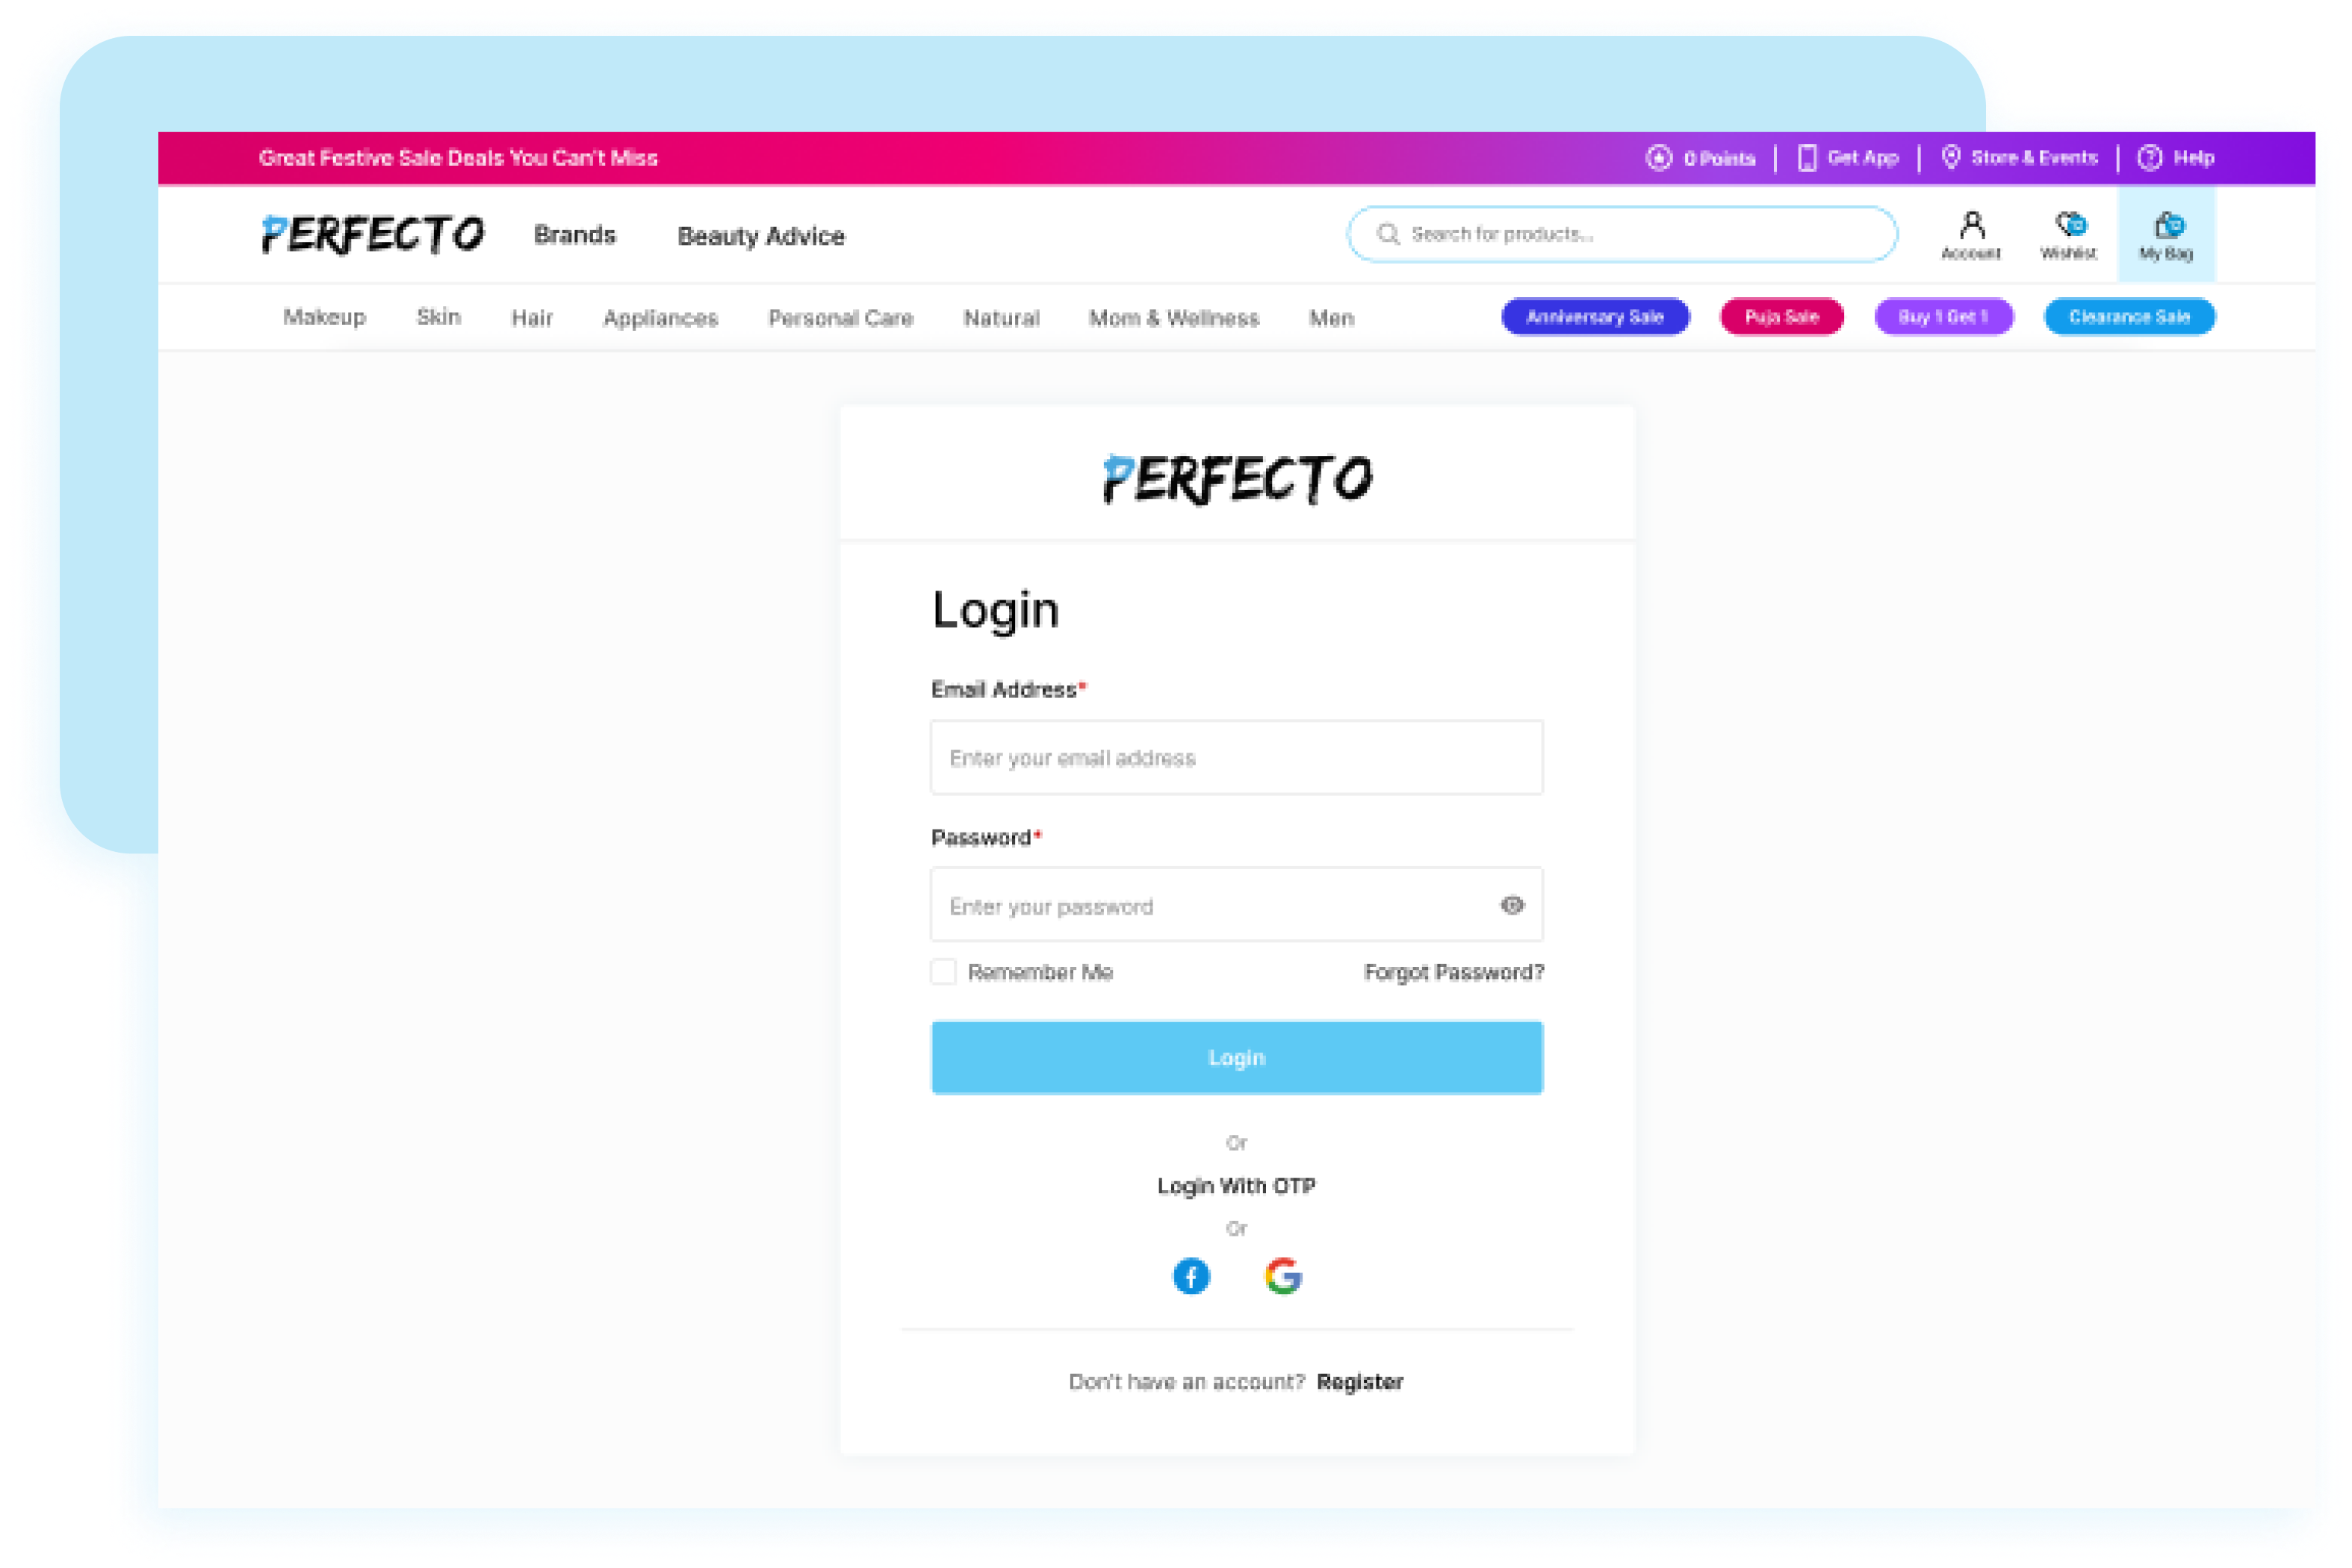 Great Festive Sale Deals You Can't Miss 0 Points Get App Store & Events Help
PERFECTO Brands Beauty Advice Search for products... Account Wishlist My Bag
Makeup Skin Hair Appliances Personal Care Natural Mom & Wellness Men Anniversary Sale Puja Sale Buy 1 Get 1 Clearance Sale
PERFECTO
Login
Email Address*
Enter your email address
Password*
Enter your password
Remember Me Forgot Password?
Login
Or
Login With OTP
Or
Don't have an account? Register